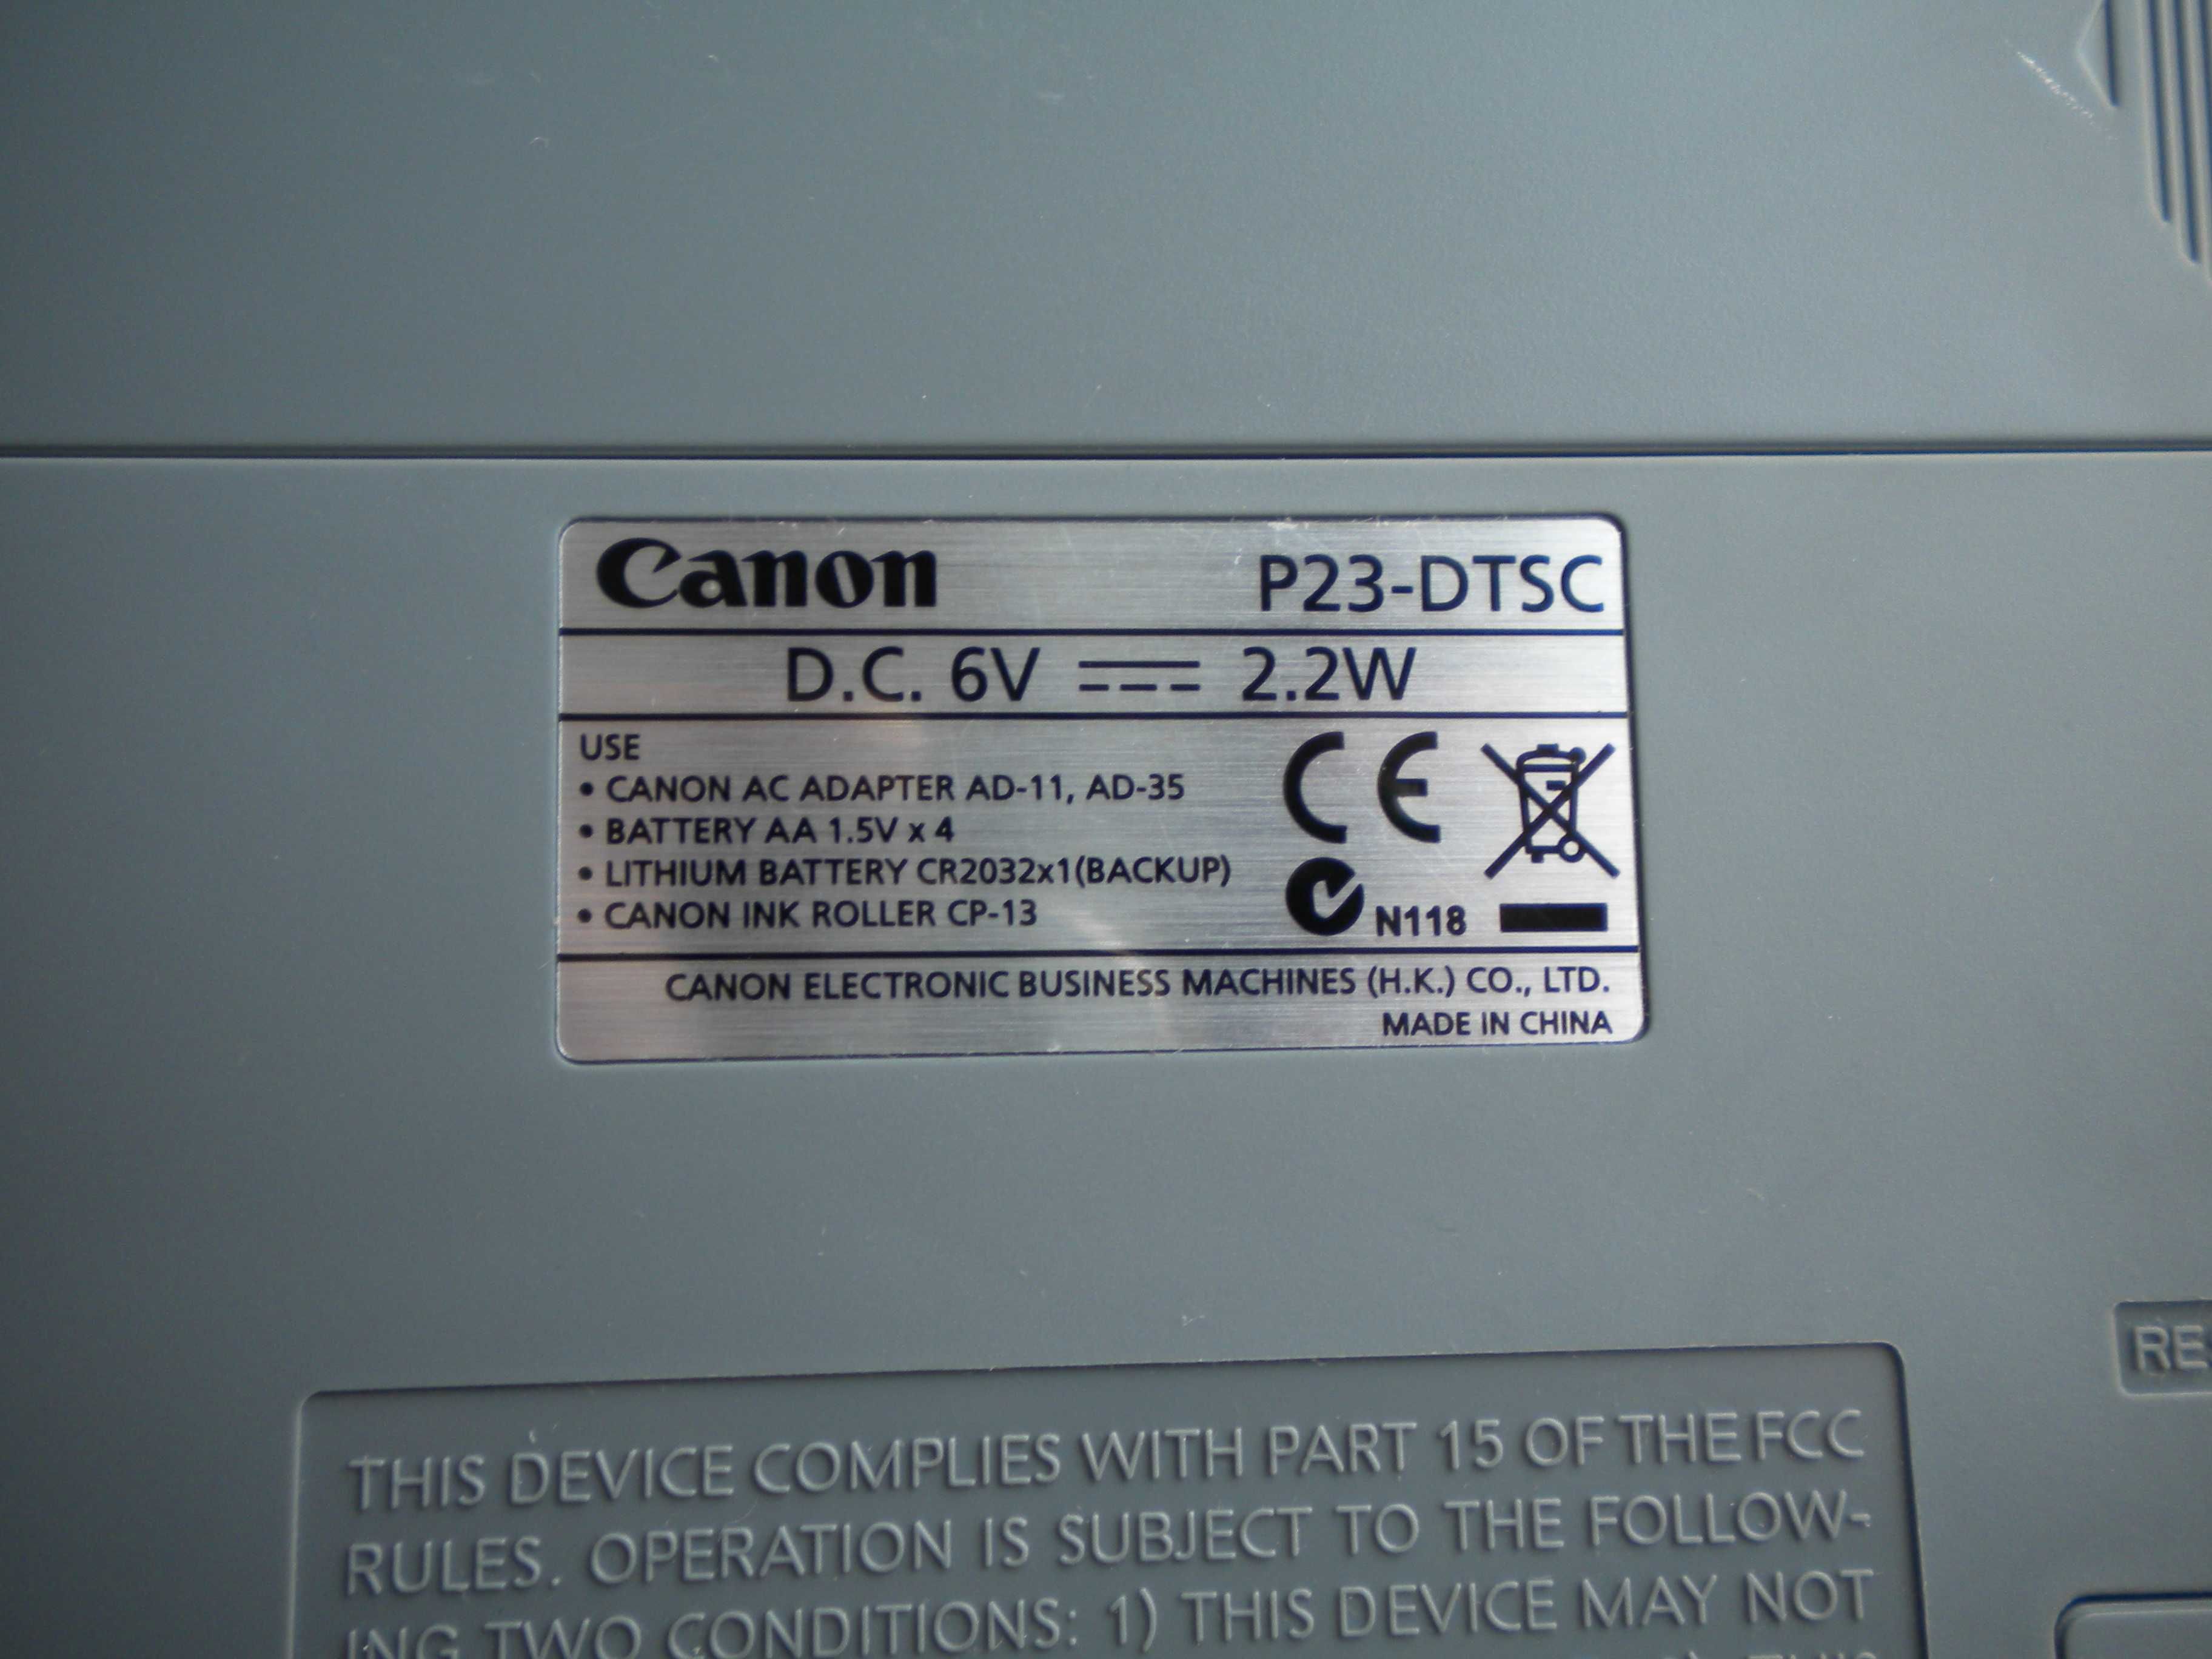 Canon P23-DTSC
D.C. 6V 2.2W
USE
• CANON AC ADAPTER AD-11, AD-35
• BATTERY AA 1.5V x 4
• LITHIUM BATTERY CR2032x1(BACKUP)
• CANON INK ROLLER CP-13
CE
N118
CANON ELECTRONIC BUSINESS MACHINES (H.K.) CO., LTD.
MADE IN CHINA
RE
THIS DEVICE COMPLIES WITH PART 15 OF THE FCC
RULES. OPERATION IS SUBJECT TO THE FOLLOW-
ING TWO CONDITIONS: 1) THIS DEVICE MAY NOT